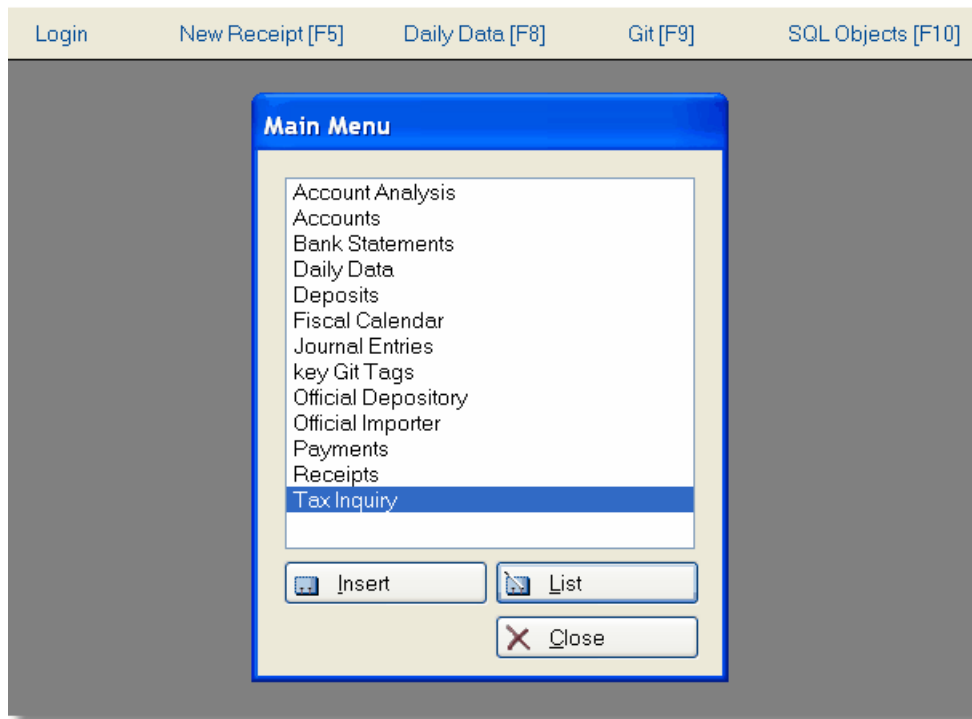 Login New Receipt [F5] Daily Data [F8] Git [F9] SQL Objects [F10]
Main Menu
Account Analysis
Accounts
Bank Statements
Daily Data
Deposits
Fiscal Calendar
Journal Entries
key Git Tags
Official Depository
Official Importer
Payments
Receipts
Tax Inquiry
Insert List
Close